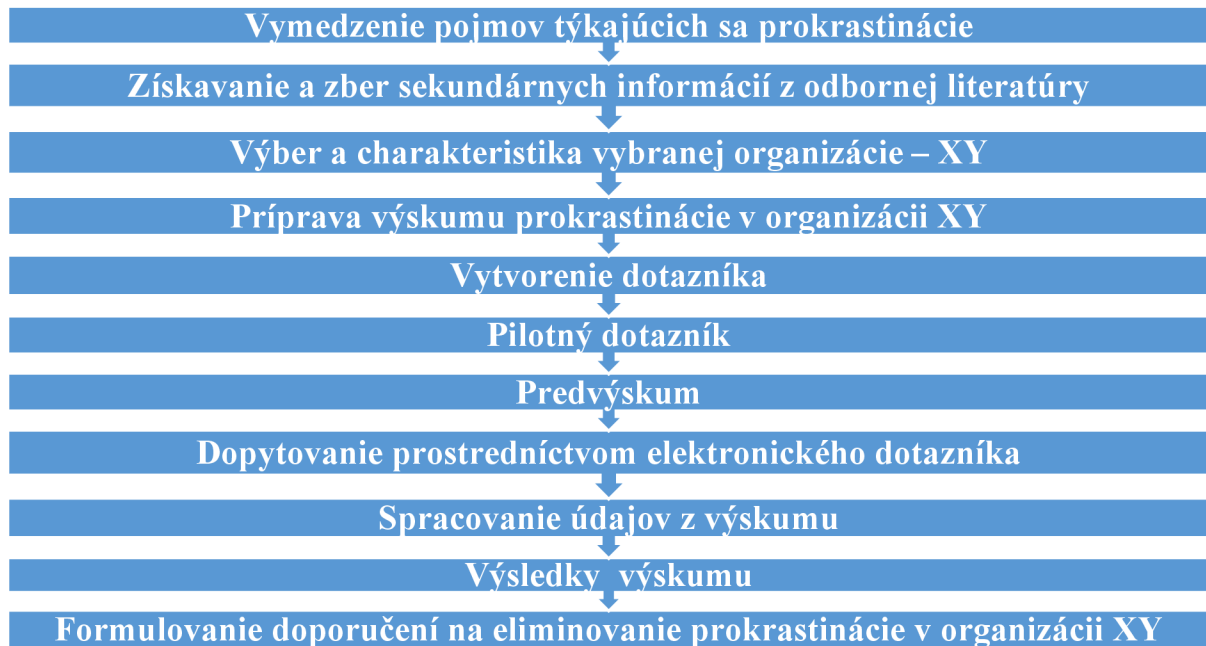 Vymedzenie pojmov týkajúcich sa prokrastinácie
Získavanie a zber sekundárnych informácií z odbornej literatúry
Výber a charakteristika vybranej organizácie – XY
Príprava výskumu prokrastinácie v organizácii XY
Vytvorenie dotazníka
Pilotný dotazník
Predvýskum
Dopytovanie prostredníctvom elektronického dotazníka
Spracovanie údajov z výskumu
Výsledky výskumu
Formulovanie doporučení na eliminovanie prokrastinácie v organizácii XY